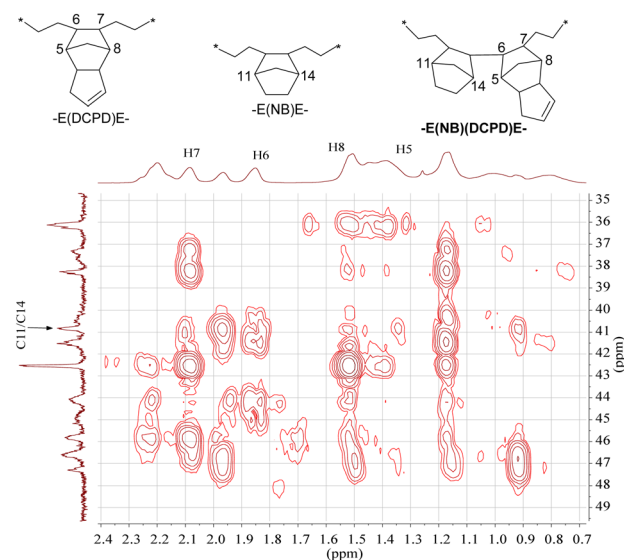 * 6 7 *
5 8
-E(DCPD)E-
* *
11 14
-E(NB)E-
* 7 *
6
11 8
14 5
-E(NB)(DCPD)E-
H7 H6 H8 H5
C11/C14
35
36
37
38
40
41
42
43
44
45
46
47
48
49
(ppm)
2.4 2.3 2.2 2.1 2.0 1.9 1.8 1.7 1.6 1.5 1.4 1.3 1.2 1.1 1.0 0.9 0.8 0.7
(ppm)